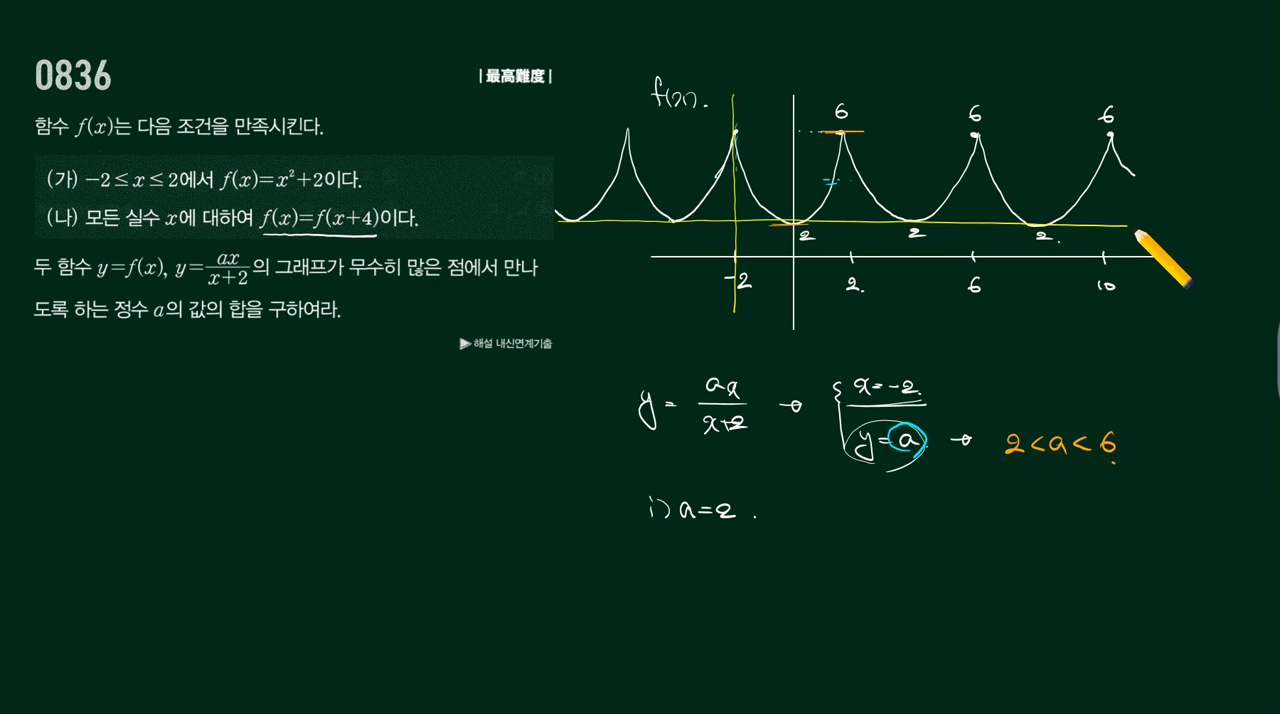 0836
|最高難度|
함수 f(x)는 다음 조건을 만족시킨다.
(가) -2≤x≤2에서 f(x)=x²+2이다.
(나) 모든 실수 x에 대하여 f(x)=f(x+4)이다.
두 함수 y=f(x), y=ax/(x+2)의 그래프가 무수히 많은 점에서 만나
도록 하는 정수 a의 값의 합을 구하여라.
▶ 해설 내신연계기출
f(x).
6 6 6
2 2 2.
-2 2. 6 10
y = ax/(x+2) → { x=-2.
y=a. → 2<a<6
i) a=2.